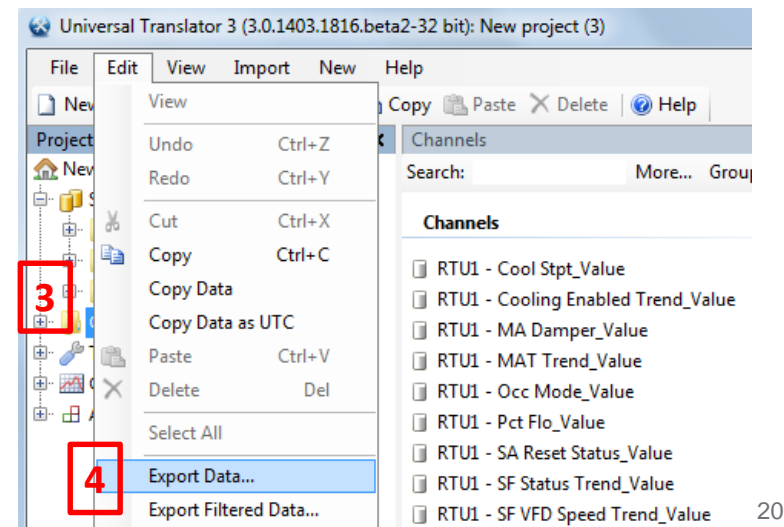 Universal Translator 3 (3.0.1403.1816.beta2-32 bit): New project (3)
File Edit View Import New Help
New Copy Paste Delete Help
Project
New
View
Undo Ctrl+Z
Redo Ctrl+Y
Cut Ctrl+X
Copy Ctrl+C
Copy Data
Copy Data as UTC
Paste Ctrl+V
Delete Del
Select All
Export Data...
Export Filtered Data...
3
4
Channels
Search: More... Group
Channels
RTU1 - Cool Stpt_Value
RTU1 - Cooling Enabled Trend_Value
RTU1 - MA Damper_Value
RTU1 - MAT Trend_Value
RTU1 - Occ Mode_Value
RTU1 - Pct Flo_Value
RTU1 - SA Reset Status_Value
RTU1 - SF Status Trend_Value
RTU1 - SF VFD Speed Trend_Value
20